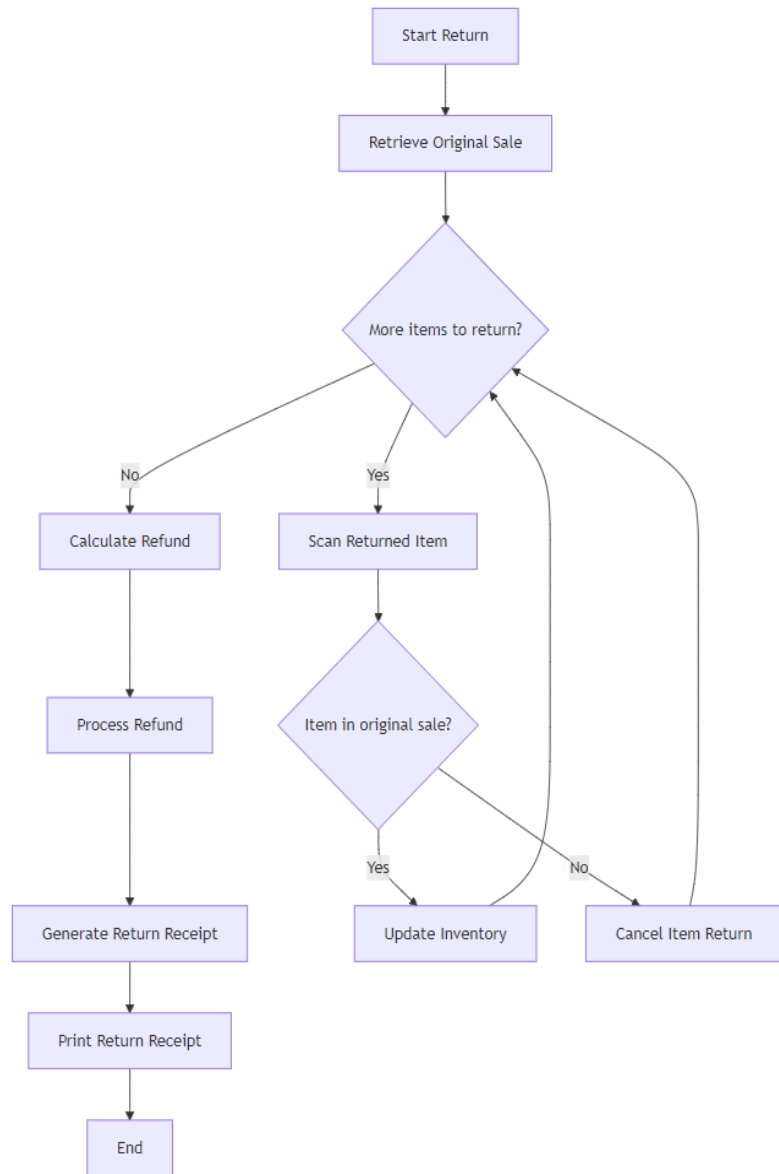 Start Return
Retrieve Original Sale
More items to return?
No
Yes
Calculate Refund
Scan Returned Item
Process Refund
Item in original sale?
Yes
No
Generate Return Receipt
Update Inventory
Cancel Item Return
Print Return Receipt
End